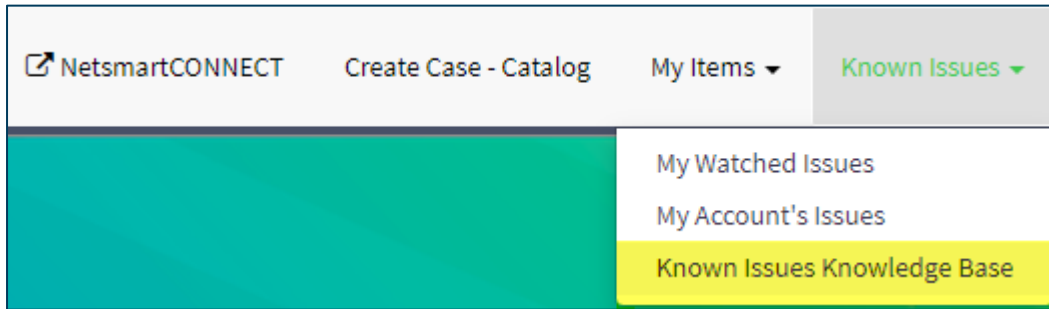 NetsmartCONNECT Create Case - Catalog My Items Known Issues
My Watched Issues
My Account's Issues
Known Issues Knowledge Base